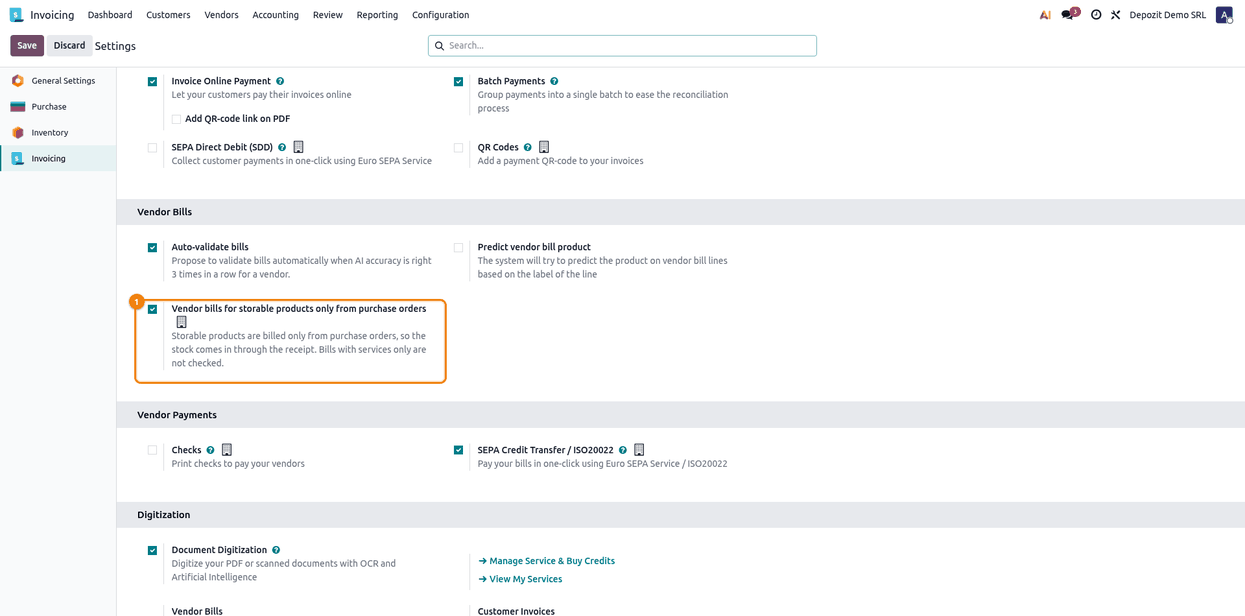 Invoicing Dashboard Customers Vendors Accounting Review Reporting Configuration
AI 3 Depozit Demo SRL A
Save Discard Settings Search...
General Settings
Purchase
Inventory
Invoicing
Invoice Online Payment ?
Let your customers pay their invoices online
Add QR-code link on PDF
Batch Payments ?
Group payments into a single batch to ease the reconciliation
process
SEPA Direct Debit (SDD) ?
Collect customer payments in one-click using Euro SEPA Service
QR Codes ?
Add a payment QR-code to your invoices
Vendor Bills
Auto-validate bills
Propose to validate bills automatically when AI accuracy is right
3 times in a row for a vendor.
Predict vendor bill product
The system will try to predict the product on vendor bill lines
based on the label of the line
1
Vendor bills for storable products only from purchase orders
Storable products are billed only from purchase orders, so the
stock comes in through the receipt. Bills with services only are
not checked.
Vendor Payments
Checks ?
Print checks to pay your vendors
SEPA Credit Transfer / ISO20022 ?
Pay your bills in one-click using Euro SEPA Service / ISO20022
Digitization
Document Digitization ?
Digitize your PDF or scanned documents with OCR and
Artificial Intelligence
→ Manage Service & Buy Credits
→ View My Services
Vendor Bills
Customer Invoices